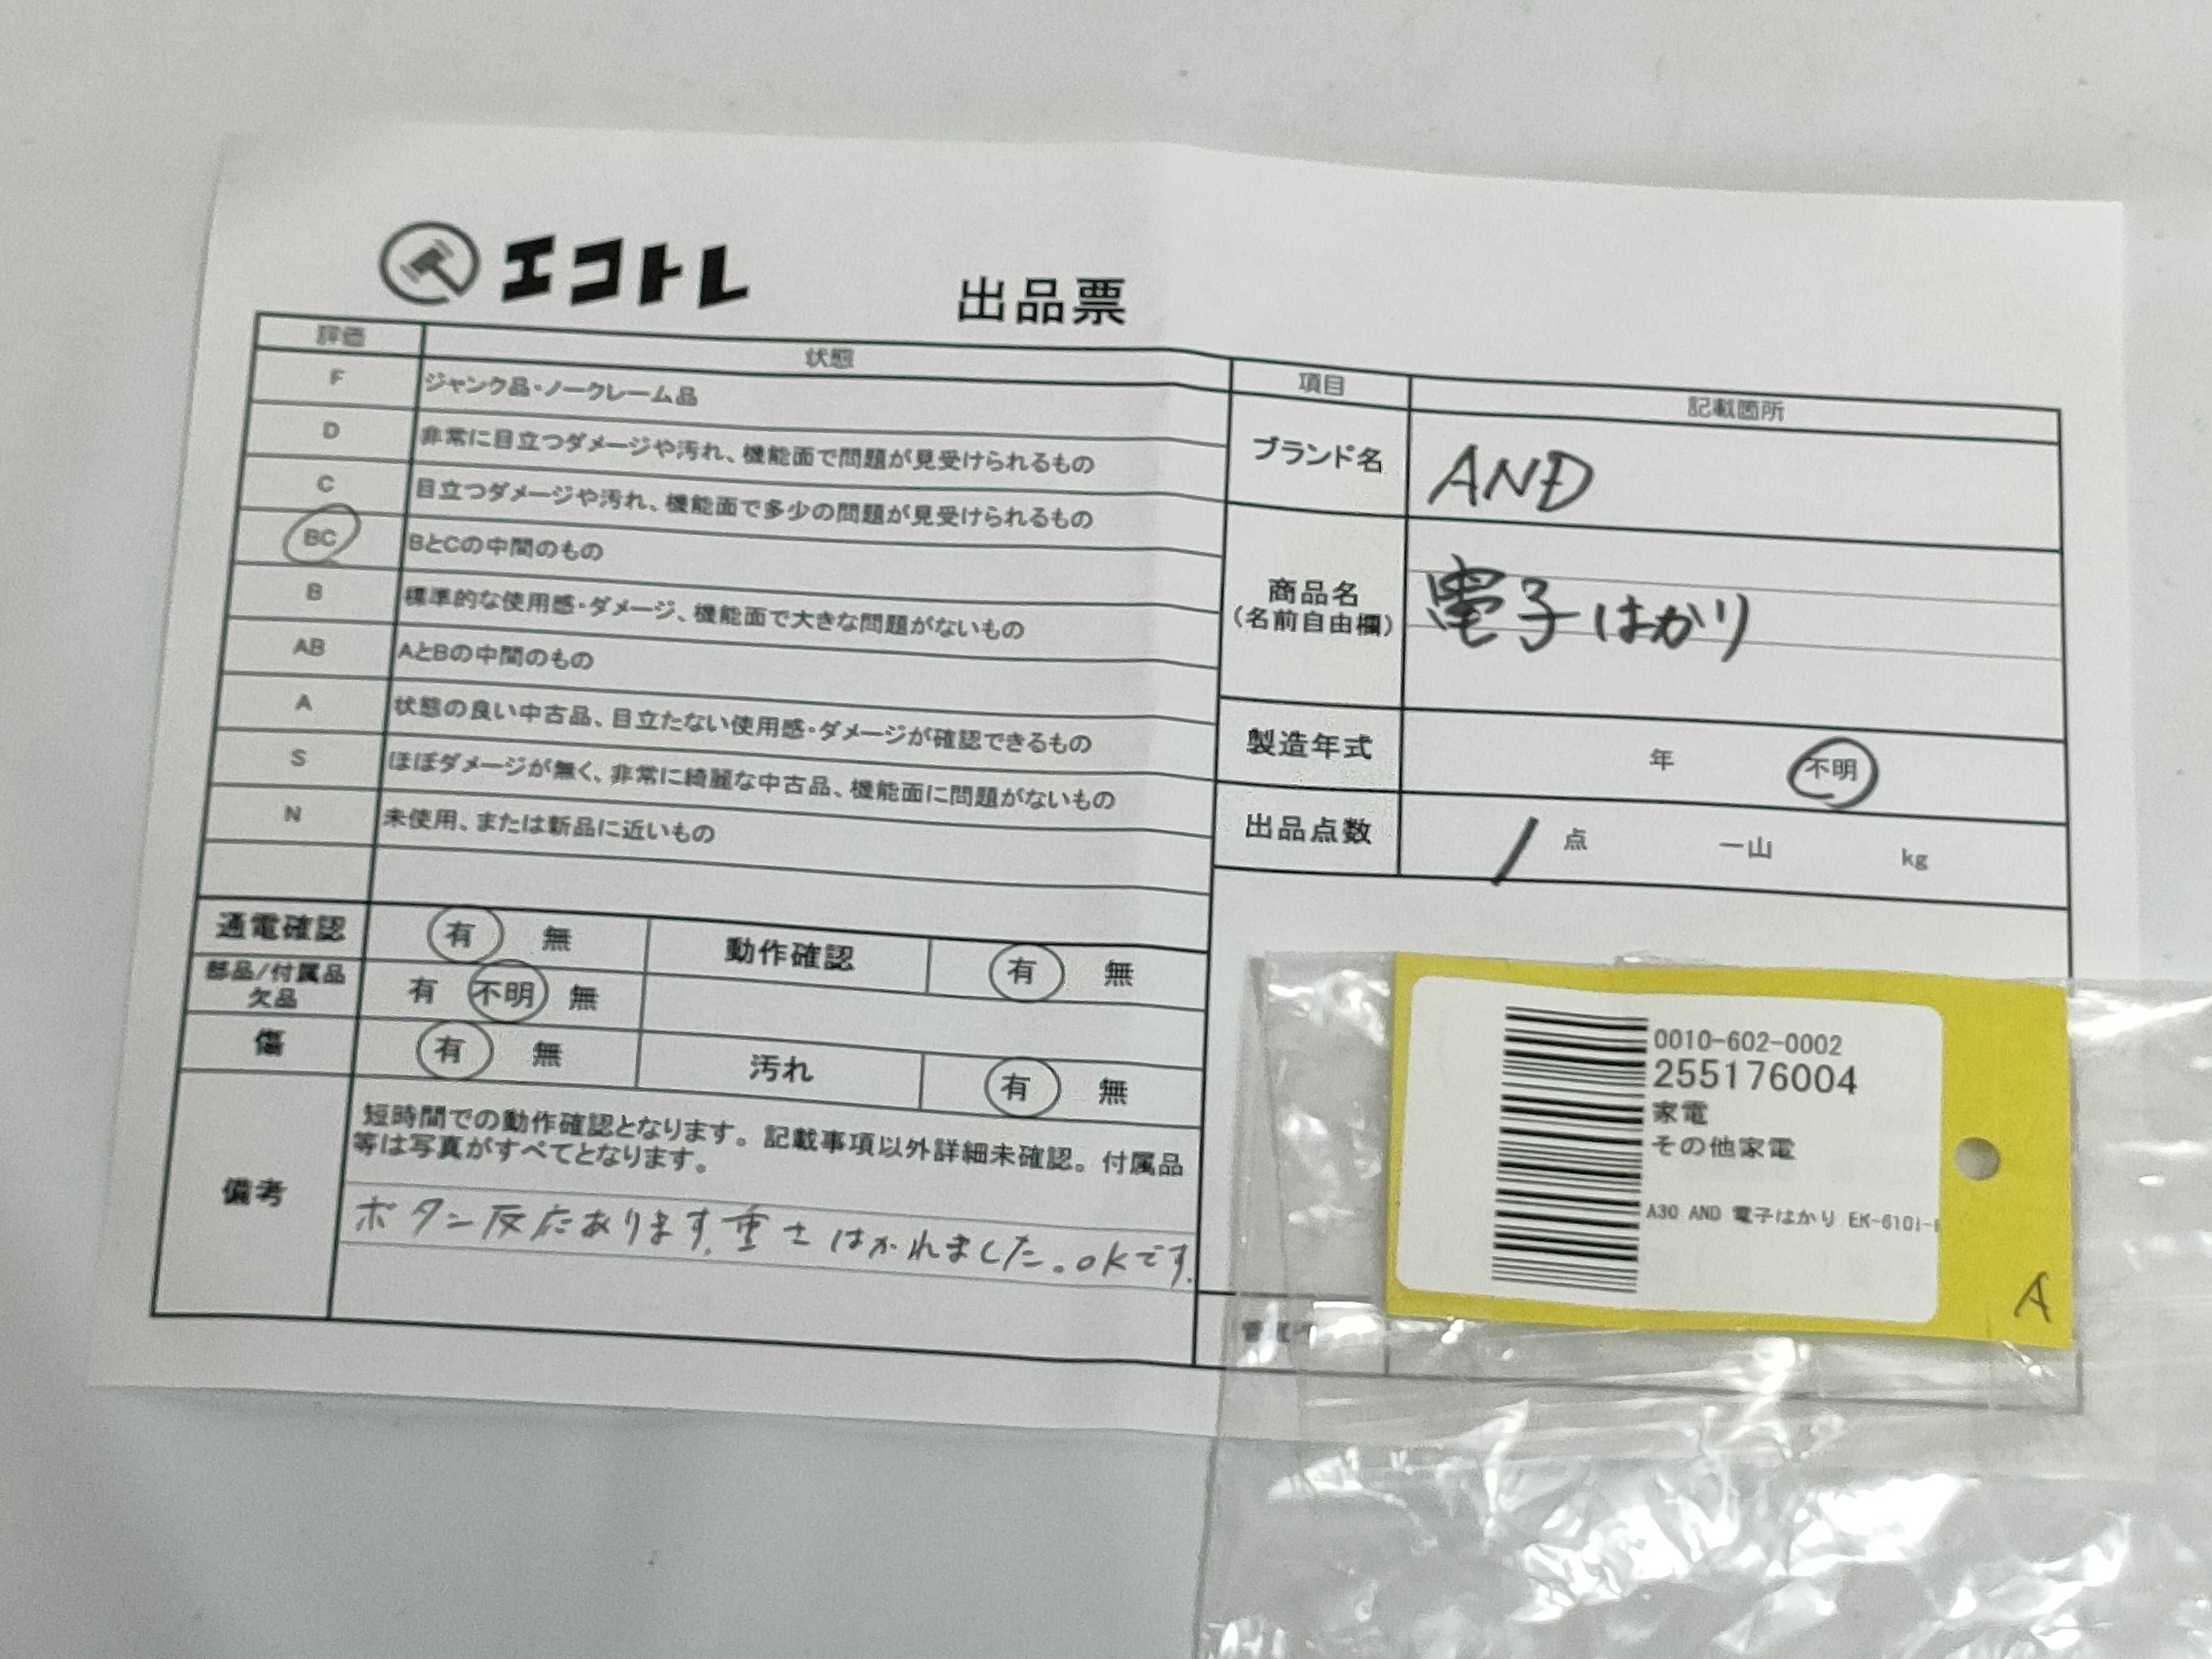 エコトレ
出品票
評価 状態
F ジャンク品・ノークレーム品
D 非常に目立つダメージや汚れ、機能面で問題が見受けられるもの
C 目立つダメージや汚れ、機能面で多少の問題が見受けられるもの
BC BとCの中間のもの
B 標準的な使用感・ダメージ、機能面で大きな問題がないもの
AB AとBの中間のもの
A 状態の良い中古品、目立たない使用感・ダメージが確認できるもの
S ほぼダメージが無く、非常に綺麗な中古品、機能面に問題がないもの
N 未使用、または新品に近いもの
通電確認 有 無 動作確認 有 無
部品/付属品
欠品 有 不明 無
傷 有 無 汚れ 有 無
備考
短時間での動作確認となります。記載事項以外詳細未確認。付属品
等は写真がすべてとなります。
ボタン反応あります。重さはかれました。OKです。
項目 記載箇所
ブランド名 AND
商品名
(名前自由欄)
電子はかり
製造年式 年 不明
出品点数 1 点 一山 kg
0010-602-0002
255176004
家電
その他家電
A30 AND 電子はかり EK-610i
A